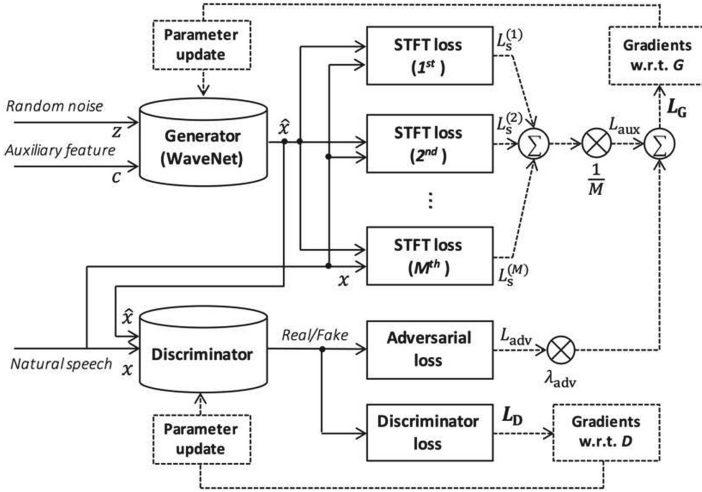 Parameter
update
Random noise
z
Auxiliary feature
c
Generator
(WaveNet)
x̂
STFT loss
(1st )
L_s^(1)
STFT loss
(2nd )
L_s^(2)
...
STFT loss
(Mth )
L_s^(M)
x
Σ
1/M
L_aux
Σ
L_G
Gradients
w.r.t. G
x̂
Natural speech
x
Discriminator
Real/Fake
Adversarial
loss
L_adv
λ_adv
Discriminator
loss
L_D
Gradients
w.r.t. D
Parameter
update